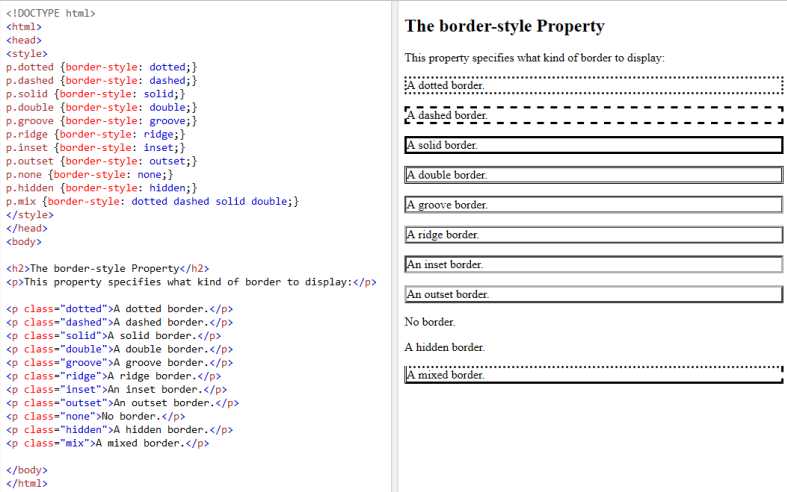 <!DOCTYPE html>
<html>
<head>
<style>
p.dotted {border-style: dotted;}
p.dashed {border-style: dashed;}
p.solid {border-style: solid;}
p.double {border-style: double;}
p.groove {border-style: groove;}
p.ridge {border-style: ridge;}
p.inset {border-style: inset;}
p.outset {border-style: outset;}
p.none {border-style: none;}
p.hidden {border-style: hidden;}
p.mix {border-style: dotted dashed solid double;}
</style>
</head>
<body>

<h2>The border-style Property</h2>
<p>This property specifies what kind of border to display:</p>

<p class="dotted">A dotted border.</p>
<p class="dashed">A dashed border.</p>
<p class="solid">A solid border.</p>
<p class="double">A double border.</p>
<p class="groove">A groove border.</p>
<p class="ridge">A ridge border.</p>
<p class="inset">An inset border.</p>
<p class="outset">An outset border.</p>
<p class="none">No border.</p>
<p class="hidden">A hidden border.</p>
<p class="mix">A mixed border.</p>

</body>
</html>
The border-style Property
This property specifies what kind of border to display:
A dotted border.
A dashed border.
A solid border.
A double border.
A groove border.
A ridge border.
An inset border.
An outset border.
No border.
A hidden border.
A mixed border.